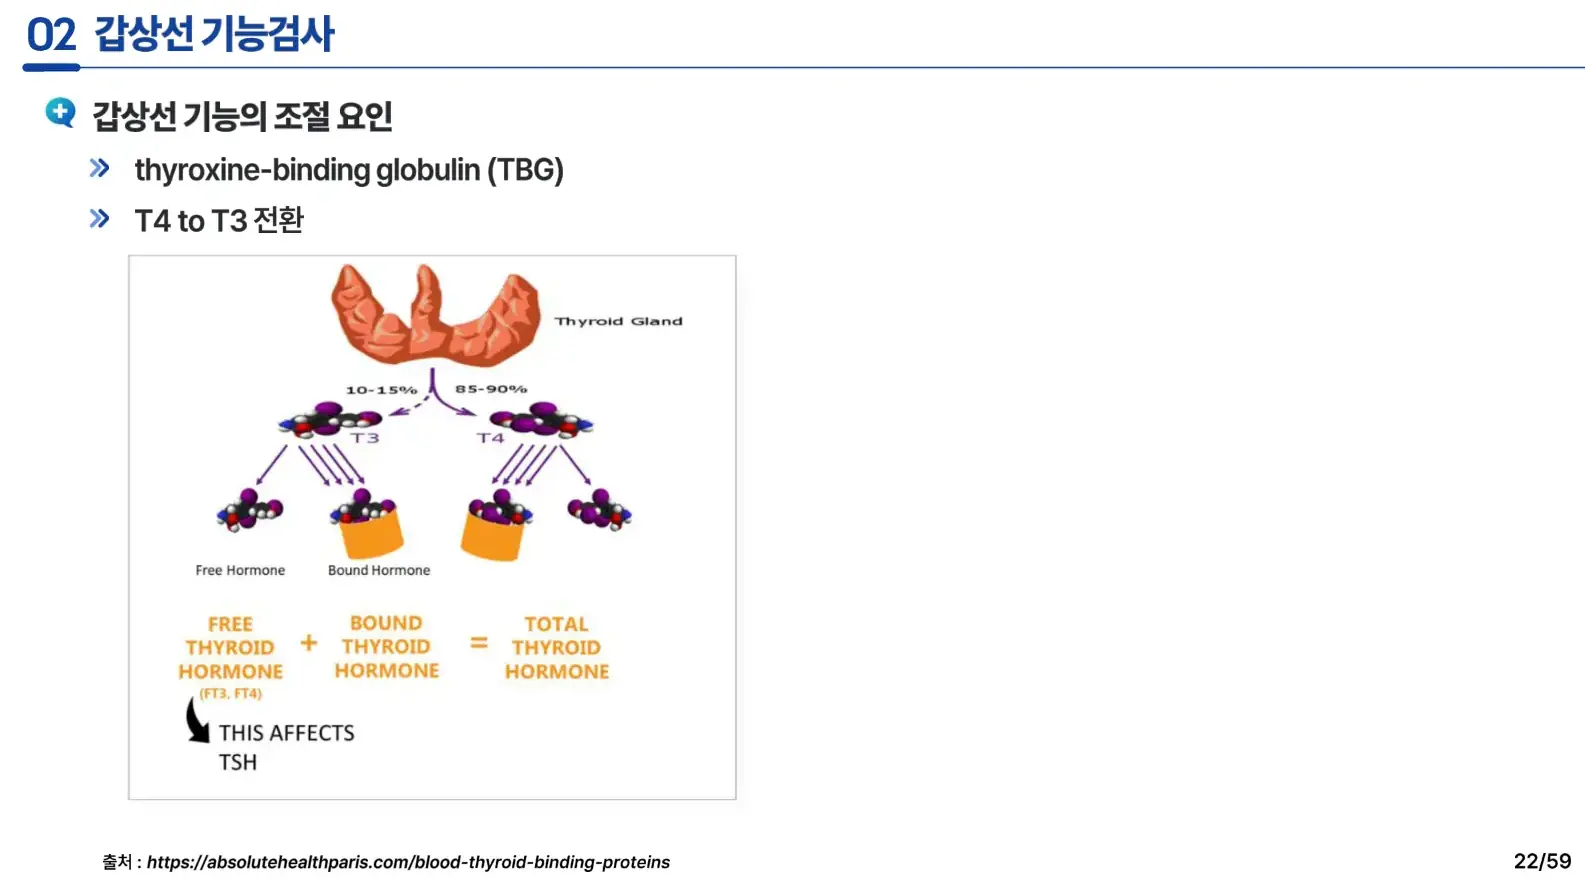 02 갑상선 기능검사
갑상선 기능의 조절 요인
thyroxine-binding globulin (TBG)
T4 to T3 전환
Thyroid Gland
10-15% 85-90%
T3 T4
Free Hormone Bound Hormone
FREE
THYROID
HORMONE
(FT3, FT4)
+
BOUND
THYROID
HORMONE
=
TOTAL
THYROID
HORMONE
THIS AFFECTS
TSH
출처 : https://absolutehealthparis.com/blood-thyroid-binding-proteins
22/59